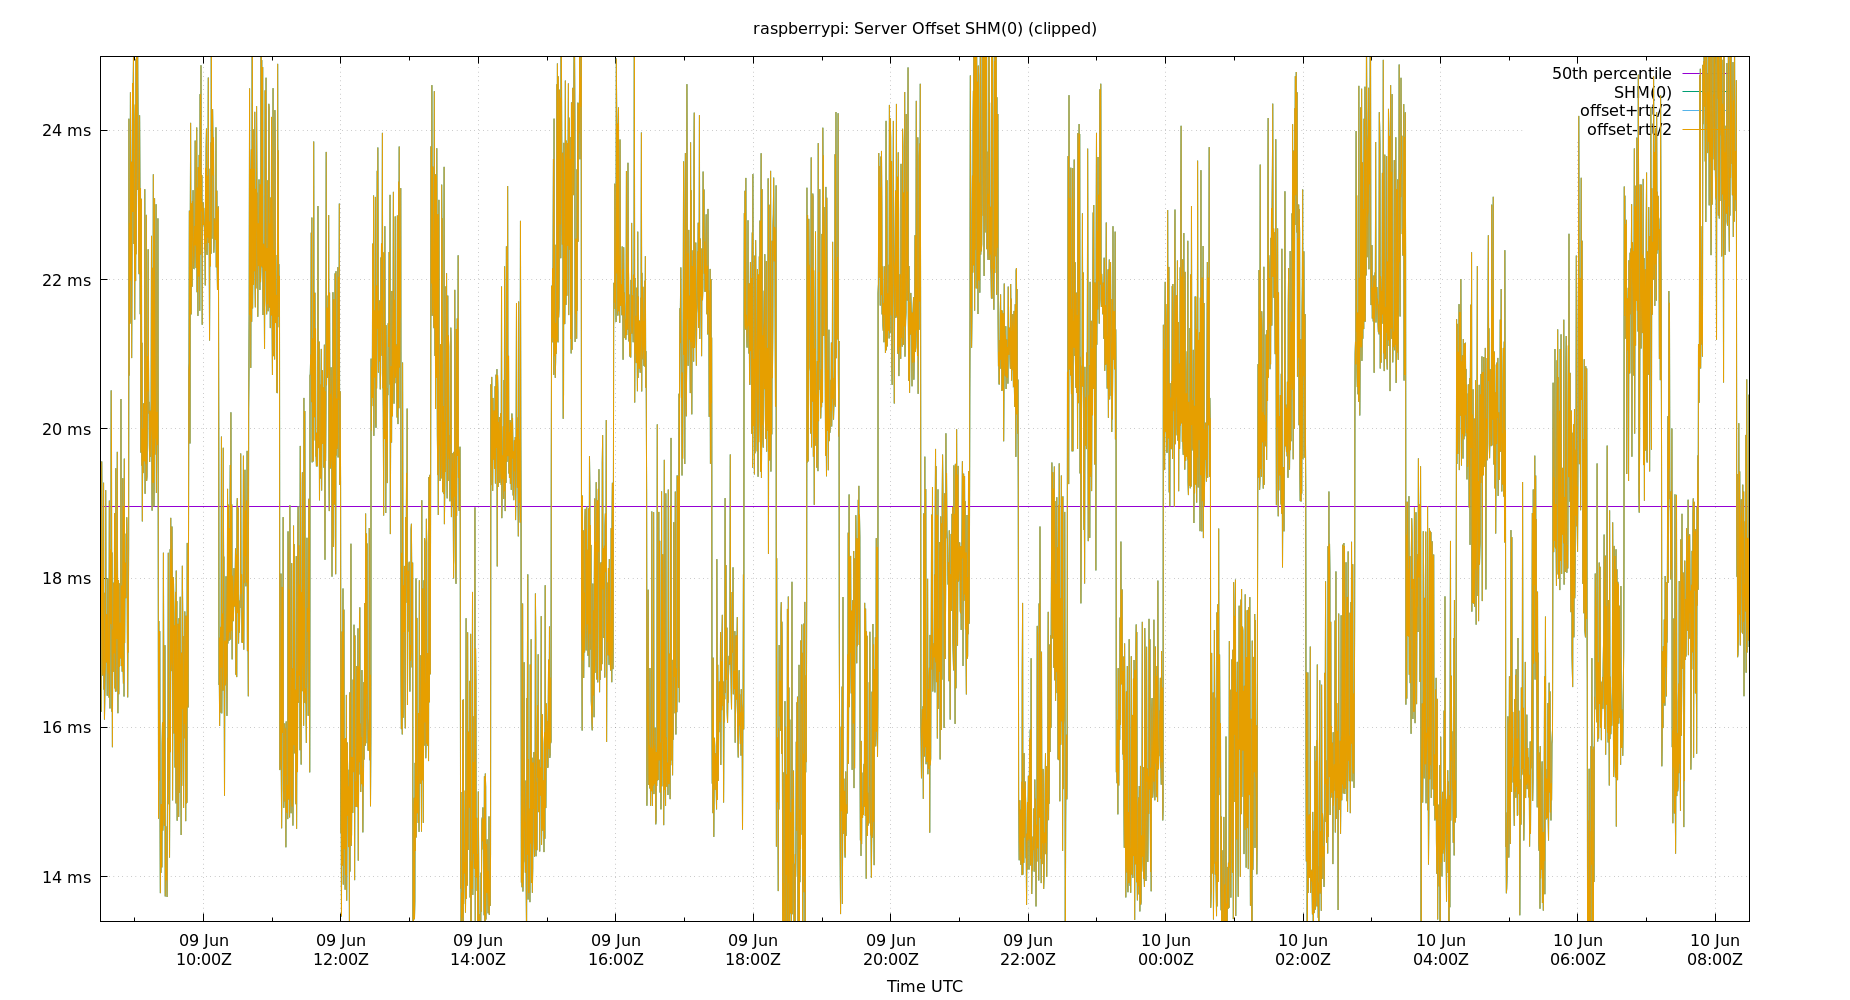 raspberrypi: Server Offset SHM(0) (clipped)
50th percentile
SHM(0)
offset+rtt/2
offset-rtt/2
24 ms
22 ms
20 ms
18 ms
16 ms
14 ms
09 Jun 09 Jun 09 Jun 09 Jun 09 Jun 09 Jun 09 Jun 10 Jun 10 Jun 10 Jun 10 Jun 10 Jun
10:00Z 12:00Z 14:00Z 16:00Z 18:00Z 20:00Z 22:00Z 00:00Z 02:00Z 04:00Z 06:00Z 08:00Z
Time UTC